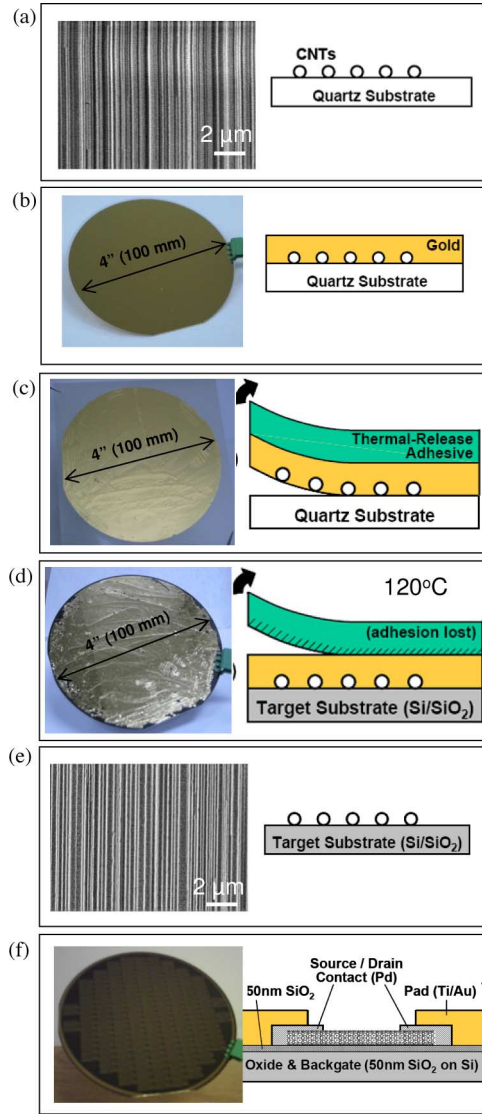 (a)
CNTs
Quartz Substrate
2 µm
(b)
4” (100 mm)
Gold
Quartz Substrate
(c)
4” (100 mm)
Thermal-Release
Adhesive
Quartz Substrate
(d)
120°C
4” (100 mm)
(adhesion lost)
Target Substrate (Si/SiO2)
(e)
Target Substrate (Si/SiO2)
2 µm
(f)
Source / Drain
Contact (Pd)
50nm SiO2
Pad (Ti/Au)
Oxide & Backgate (50nm SiO2 on Si)